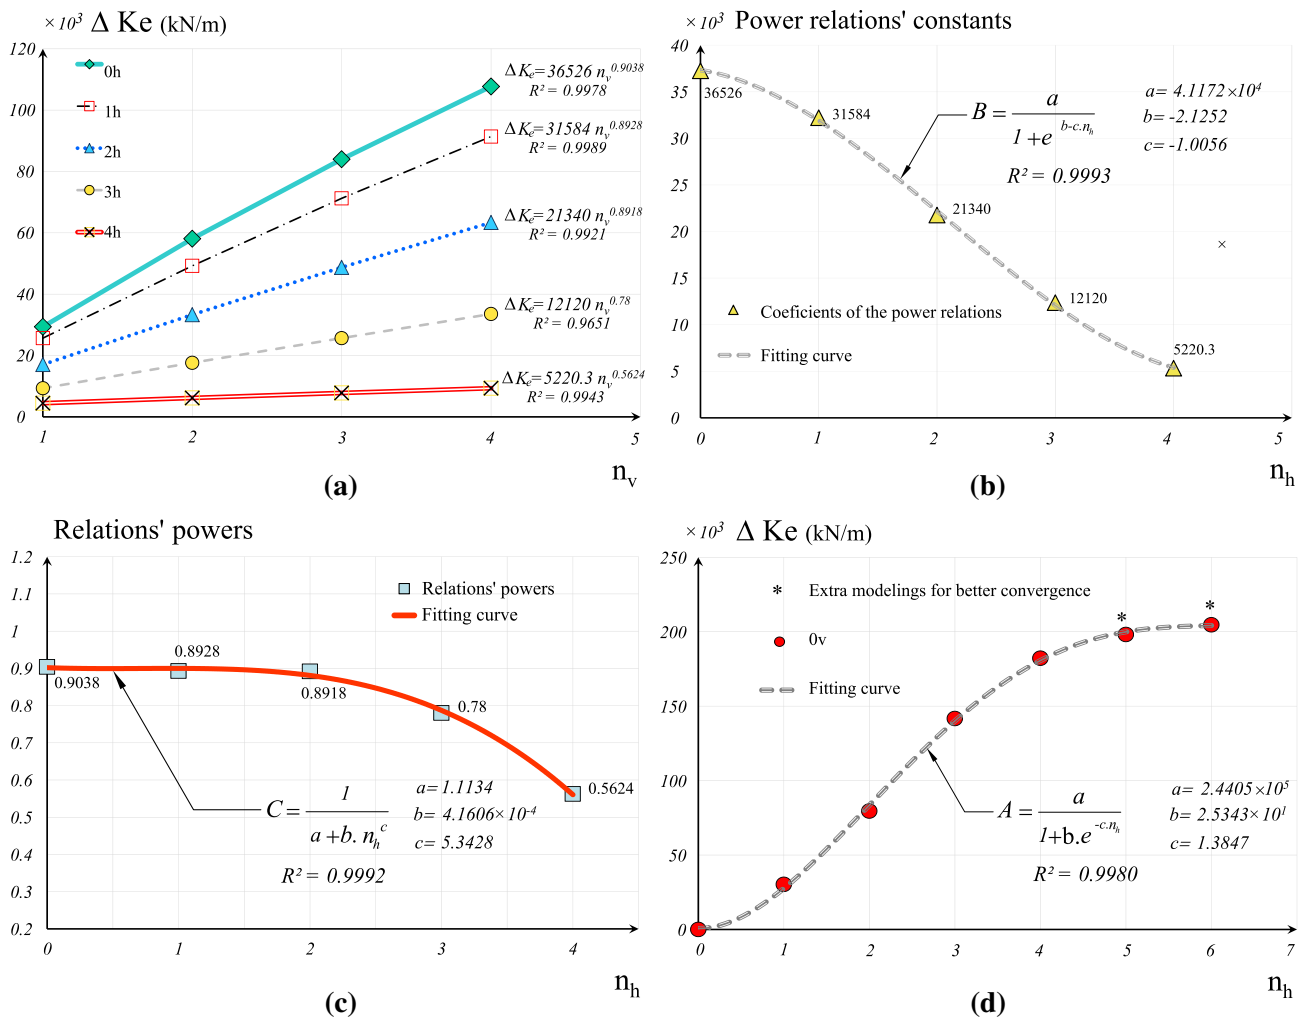 ×10³ Δ Ke (kN/m)
120
100
80
60
40
20
0
1 2 3 4 5
0h
1h
2h
3h
4h
ΔKe=36526 nv^0.9038
R² = 0.9978
ΔKe=31584 nv^0.8928
R² = 0.9989
ΔKe=21340 nv^0.8918
R² = 0.9921
ΔKe=12120 nv^0.78
R² = 0.9651
ΔKe=5220.3 nv^0.5624
R² = 0.9943
nv
(a)
×10³ Power relations' constants
40
35
30
25
20
15
10
5
0
0 1 2 3 4 5
36526
31584
21340
12120
5220.3
B = a / 1+e^b-c.nh
a= 4.1172×10⁴
b= -2.1252
c= -1.0056
R² = 0.9993
×
Coeficients of the power relations
Fitting curve
nh
(b)
Relations' powers
1.2
1.1
1
0.9
0.8
0.7
0.6
0.5
0.4
0.3
0.2
0 1 2 3 4
Relations' powers
Fitting curve
0.9038
0.8928
0.8918
0.78
0.5624
C = 1 / a+b. nh^c
a= 1.1134
b= 4.1606×10⁻⁴
c= 5.3428
R² = 0.9992
nh
(c)
×10³ Δ Ke (kN/m)
250
200
150
100
50
0
0 1 2 3 4 5 6 7
* Extra modelings for better convergence
0v
Fitting curve
*
*
A = a / 1+b.e^-c.nh
a= 2.4405×10⁵
b= 2.5343×10¹
c= 1.3847
R² = 0.9980
nh
(d)